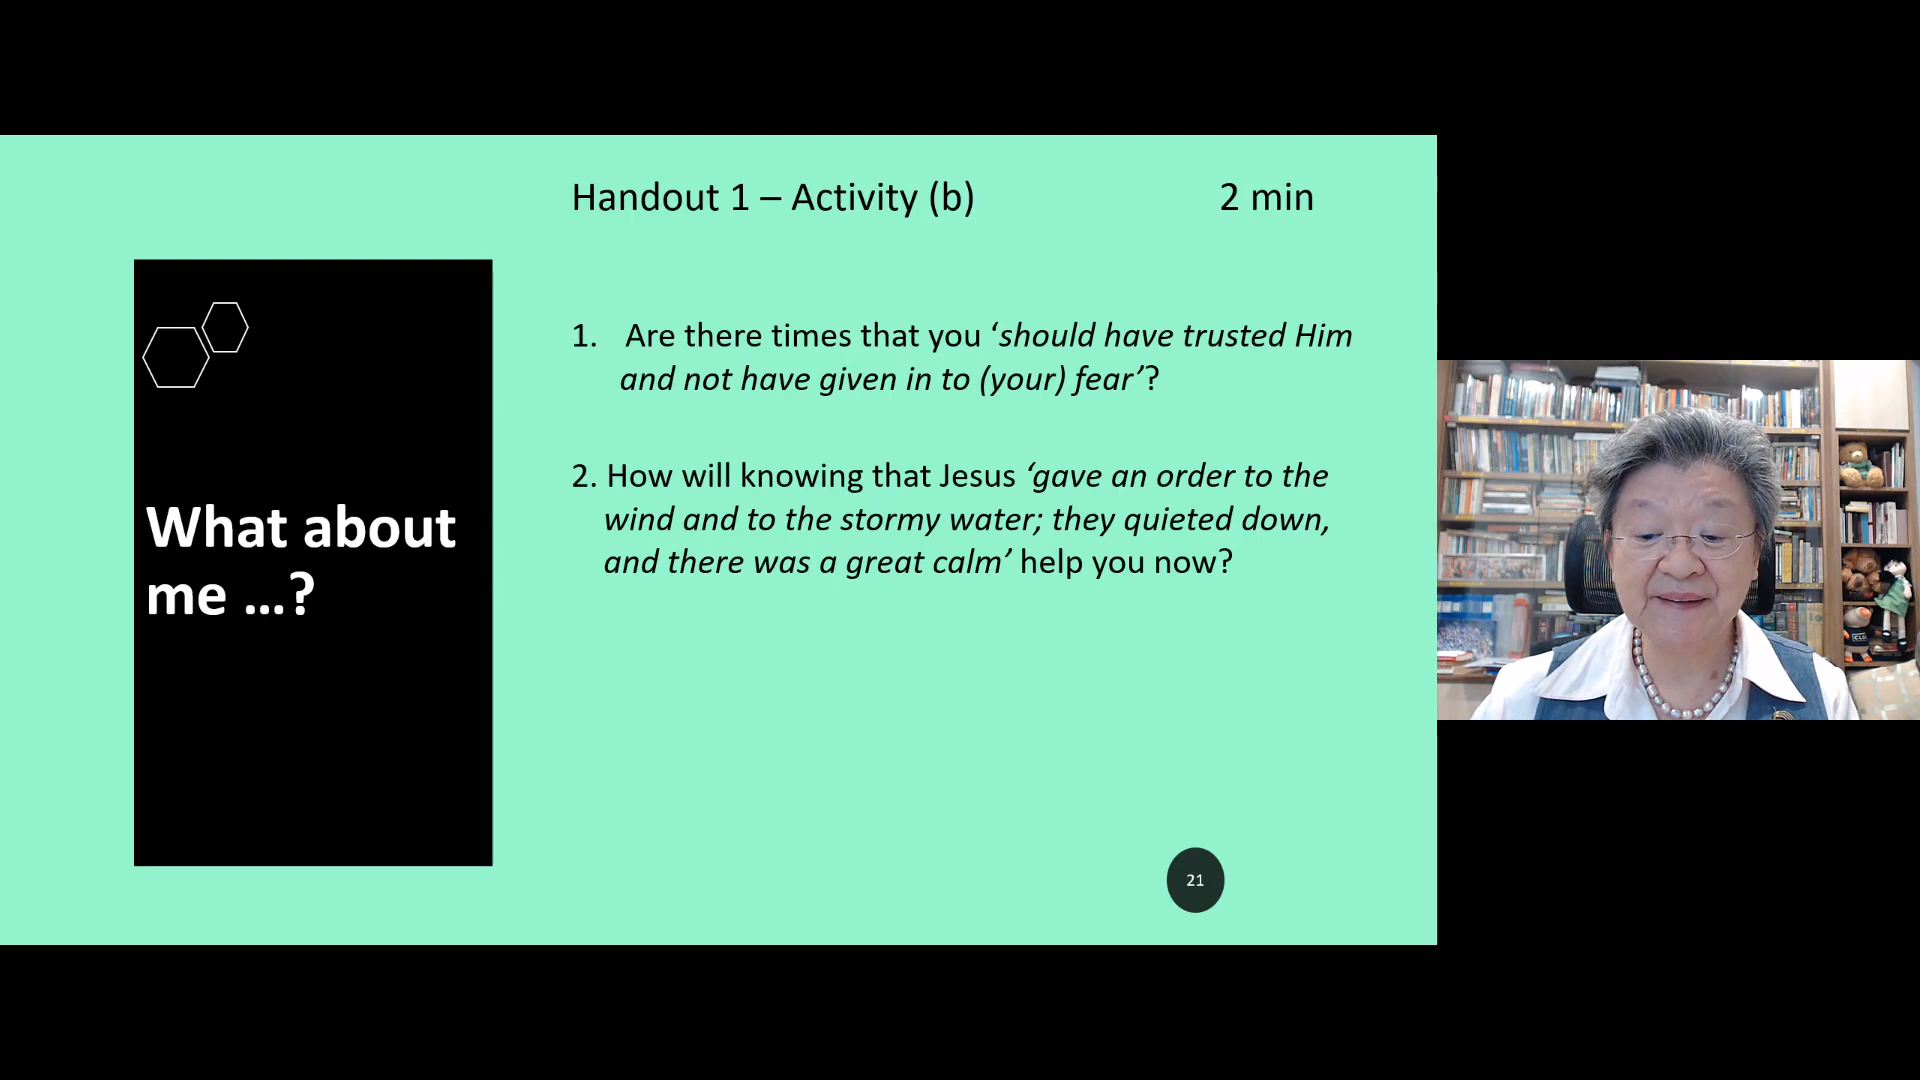 Handout 1 – Activity (b) 2 min
What about
me ...?
1. Are there times that you ‘should have trusted Him
and not have given in to (your) fear’?
2. How will knowing that Jesus ‘gave an order to the
wind and to the stormy water; they quieted down,
and there was a great calm’ help you now?
21